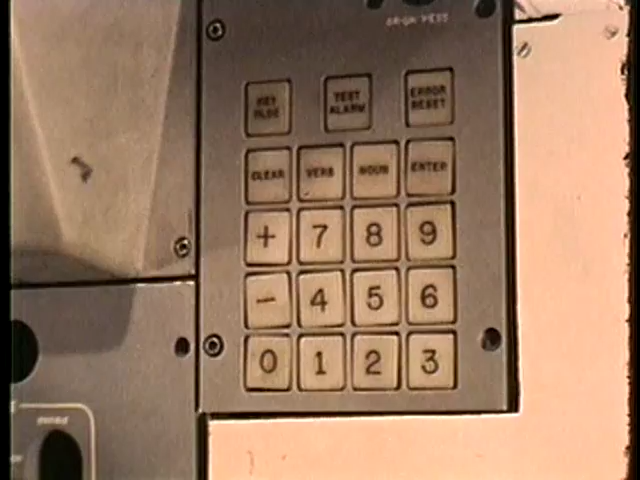 KEY RLSE
TEST ALARM
ERROR RESET
CLEAR VERB NOUN ENTER
+ 7 8 9
- 4 5 6
0 1 2 3